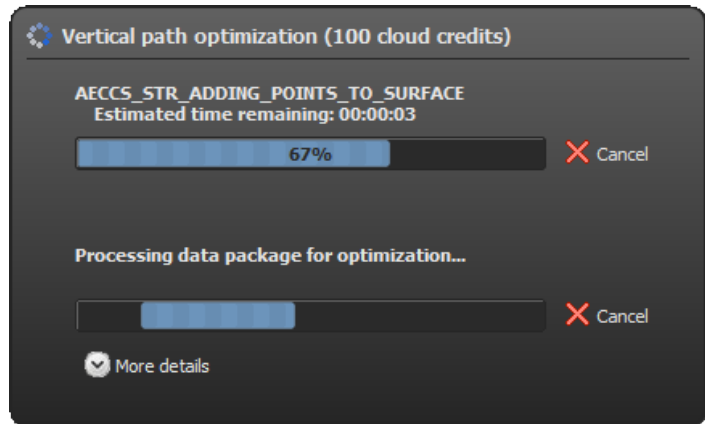 Vertical path optimization (100 cloud credits)
AECCS_STR_ADDING_POINTS_TO_SURFACE
Estimated time remaining: 00:00:03
67%
Cancel
Processing data package for optimization...
Cancel
More details